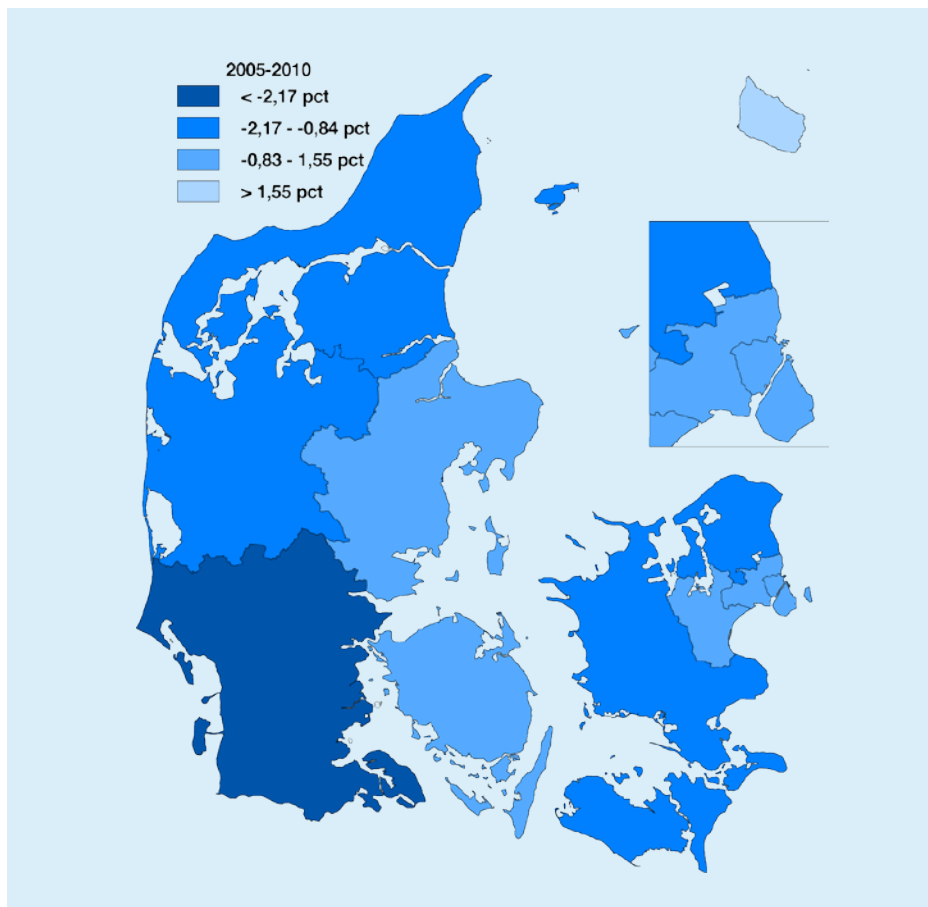 2005-2010
< -2,17 pct
-2,17 - -0,84 pct
-0,83 - 1,55 pct
> 1,55 pct